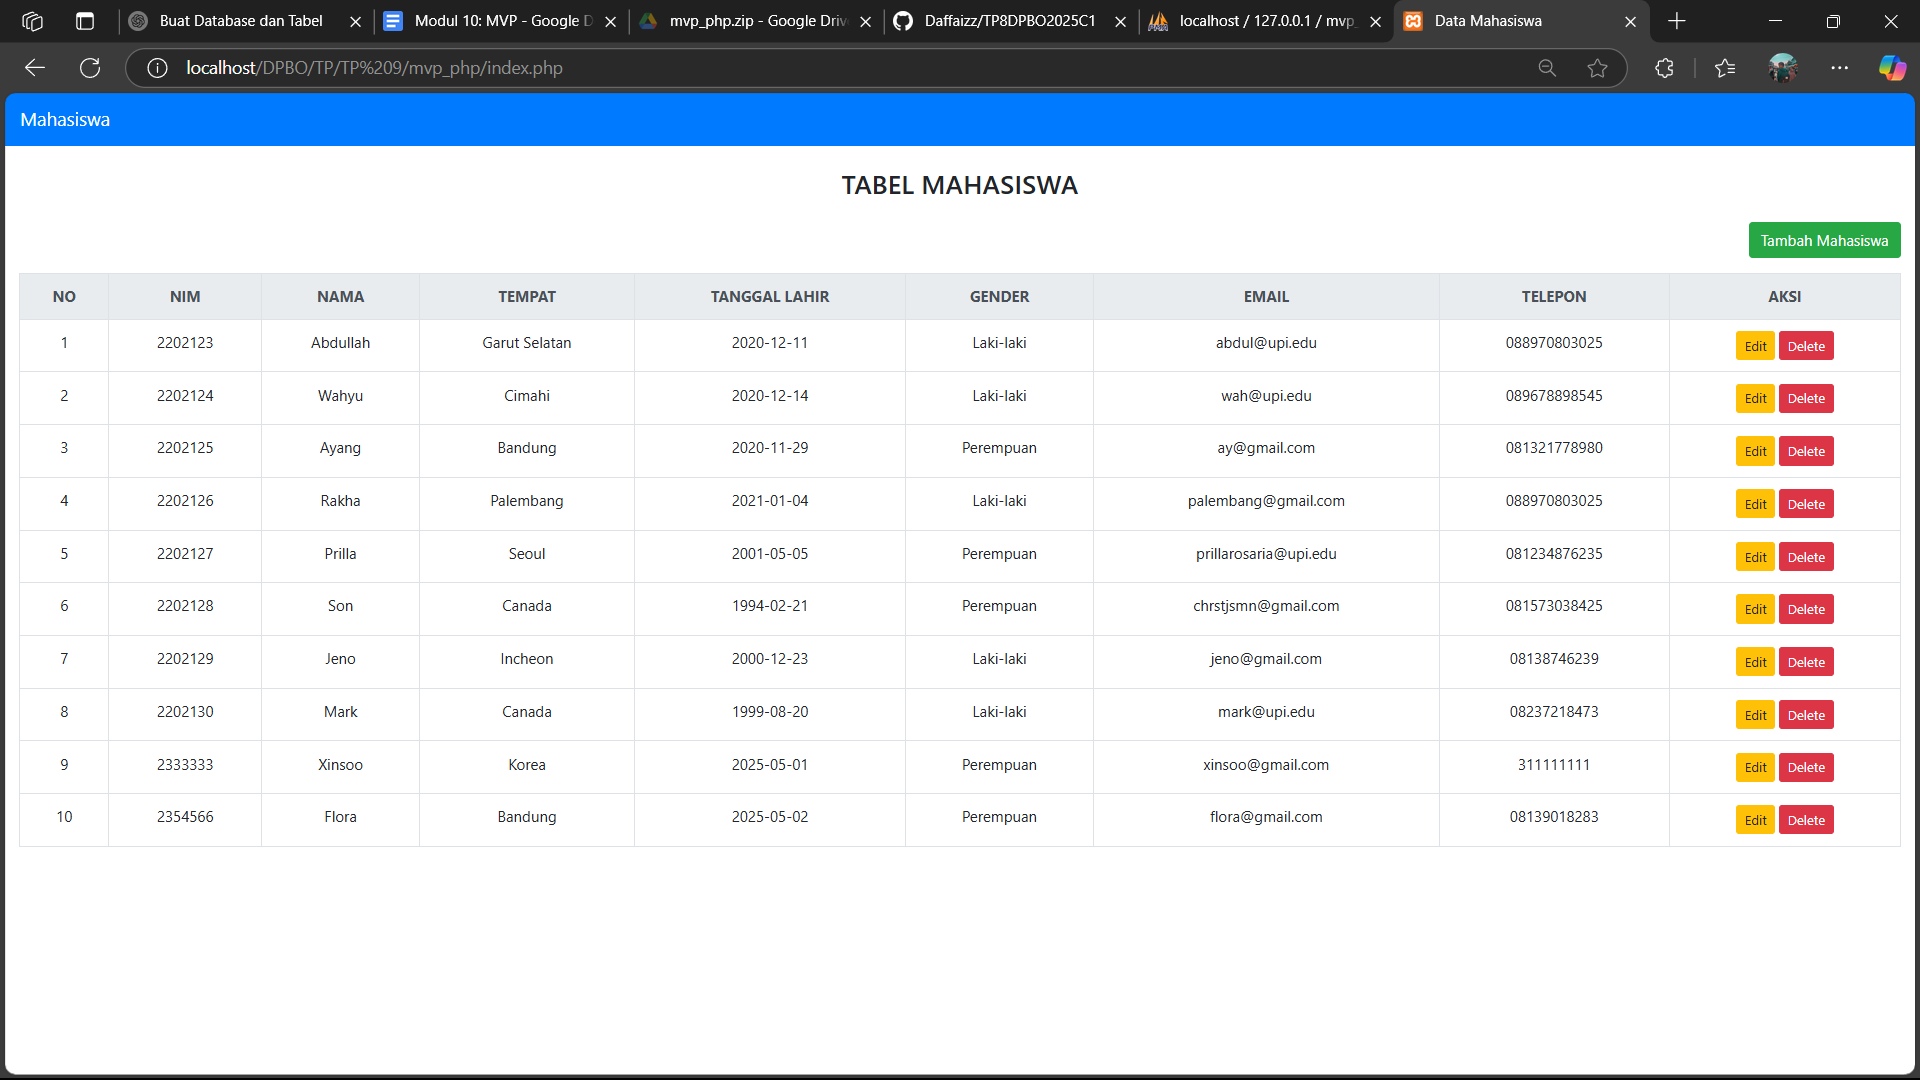 Buat Database dan Tabel
Modul 10: MVP - Google D
mvp_php.zip - Google Driv
Daffaizz/TP8DPBO2025C1
localhost / 127.0.0.1 / mvp_
Data Mahasiswa
localhost/DPBO/TP/TP%209/mvp_php/index.php
Mahasiswa
TABEL MAHASISWA
Tambah Mahasiswa
NO NIM NAMA TEMPAT TANGGAL LAHIR GENDER EMAIL TELEPON AKSI
1 2202123 Abdullah Garut Selatan 2020-12-11 Laki-laki abdul@upi.edu 088970803025 Edit Delete
2 2202124 Wahyu Cimahi 2020-12-14 Laki-laki wah@upi.edu 089678898545 Edit Delete
3 2202125 Ayang Bandung 2020-11-29 Perempuan ay@gmail.com 081321778980 Edit Delete
4 2202126 Rakha Palembang 2021-01-04 Laki-laki palembang@gmail.com 088970803025 Edit Delete
5 2202127 Prilla Seoul 2001-05-05 Perempuan prillarosaria@upi.edu 081234876235 Edit Delete
6 2202128 Son Canada 1994-02-21 Perempuan chrstjsmn@gmail.com 081573038425 Edit Delete
7 2202129 Jeno Incheon 2000-12-23 Laki-laki jeno@gmail.com 08138746239 Edit Delete
8 2202130 Mark Canada 1999-08-20 Laki-laki mark@upi.edu 08237218473 Edit Delete
9 2333333 Xinsoo Korea 2025-05-01 Perempuan xinsoo@gmail.com 311111111 Edit Delete
10 2354566 Flora Bandung 2025-05-02 Perempuan flora@gmail.com 08139018283 Edit Delete